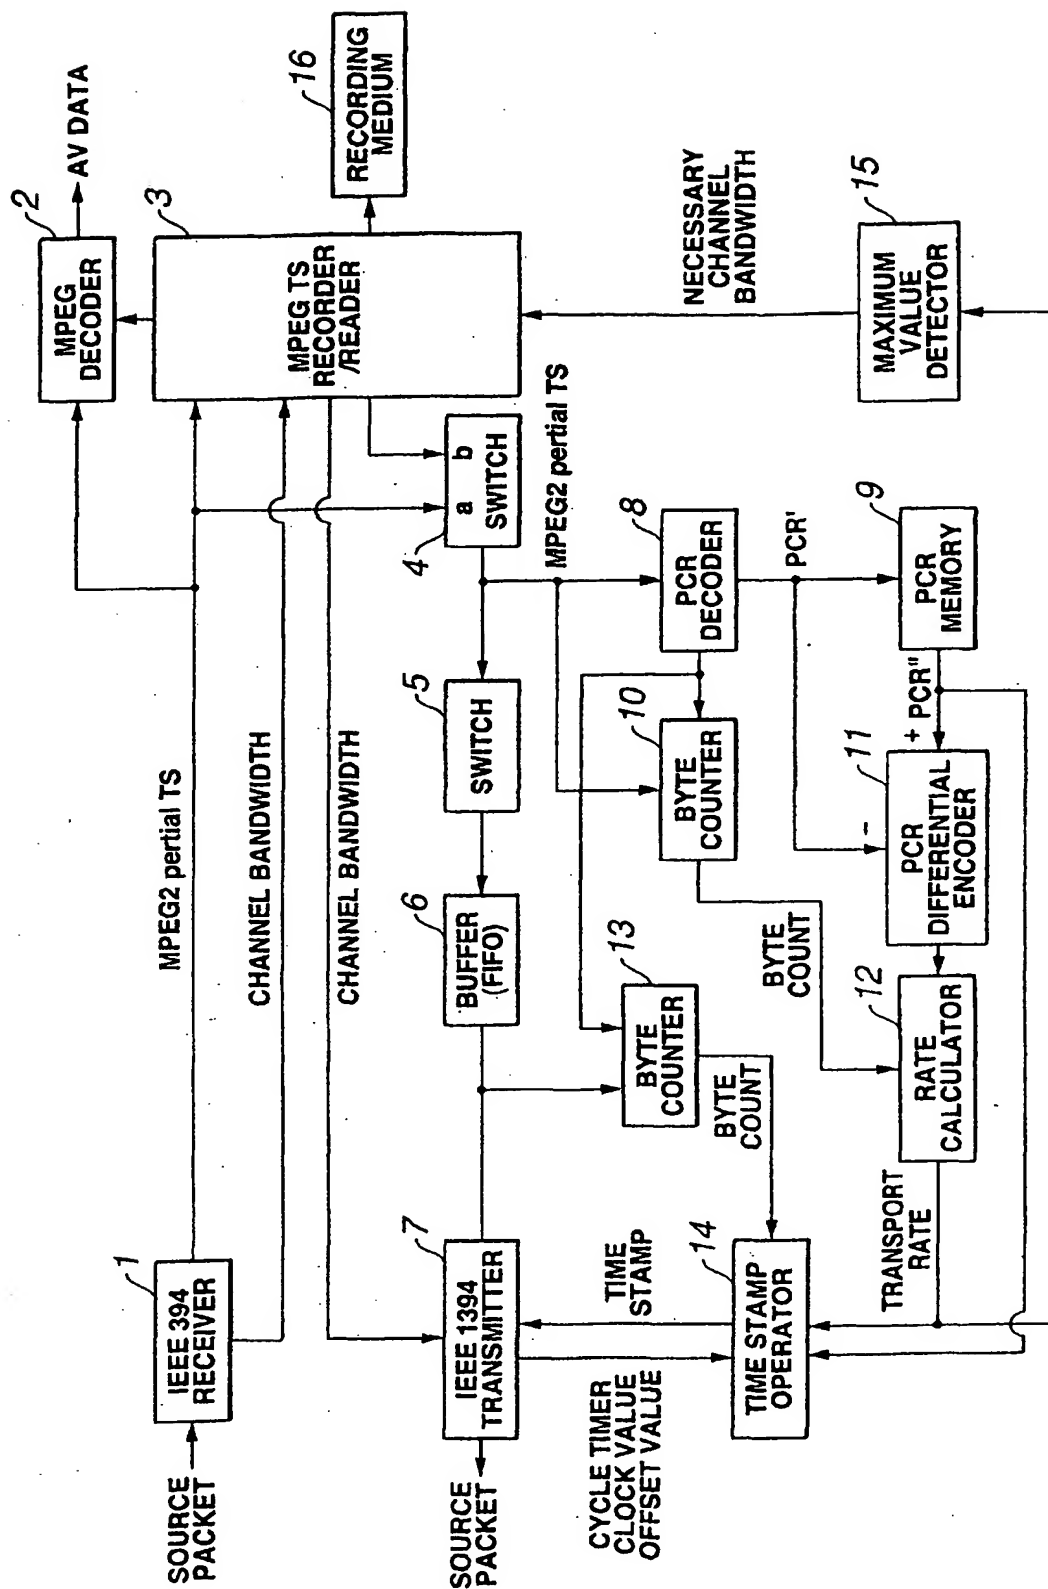 SOURCE
PACKET
1
IEEE 394
RECEIVER
MPEG2 pertial TS
CHANNEL BANDWIDTH
CHANNEL BANDWIDTH
2
MPEG
DECODER
AV DATA
3
MPEG TS
RECORDER
/READER
16
RECORDING
MEDIUM
SOURCE
PACKET
7
IEEE 1394
TRANSMITTER
6
BUFFER
(FIFO)
5
SWITCH
4
a b
SWITCH
MPEG2 pertial TS
NECESSARY
CHANNEL
BANDWIDTH
CYCLE TIMER
CLOCK VALUE
OFFSET VALUE
TIME
STAMP
14
TIME STAMP
OPERATOR
13
BYTE
COUNTER
BYTE
COUNT
10
BYTE
COUNTER
8
PCR
DECODER
PCR'
15
MAXIMUM
VALUE
DETECTOR
TRANSPORT
RATE
12
RATE
CALCULATOR
BYTE
COUNT
11
PCR
DIFFERENTIAL
ENCODER
-
+ PCR"
9
PCR
MEMORY